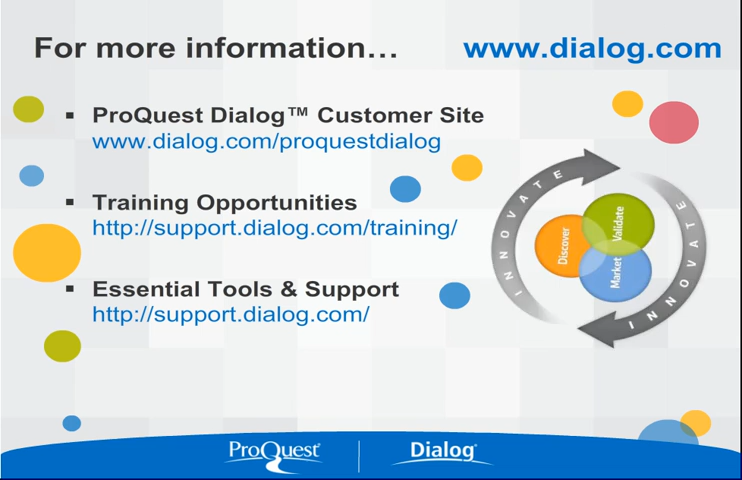 For more information… www.dialog.com
▪ ProQuest Dialog™ Customer Site
www.dialog.com/proquestdialog
▪ Training Opportunities
http://support.dialog.com/training/
▪ Essential Tools & Support
http://support.dialog.com/
INNOVATE
Discover
Validate
Market
INNOVATE
ProQuest® Dialog®